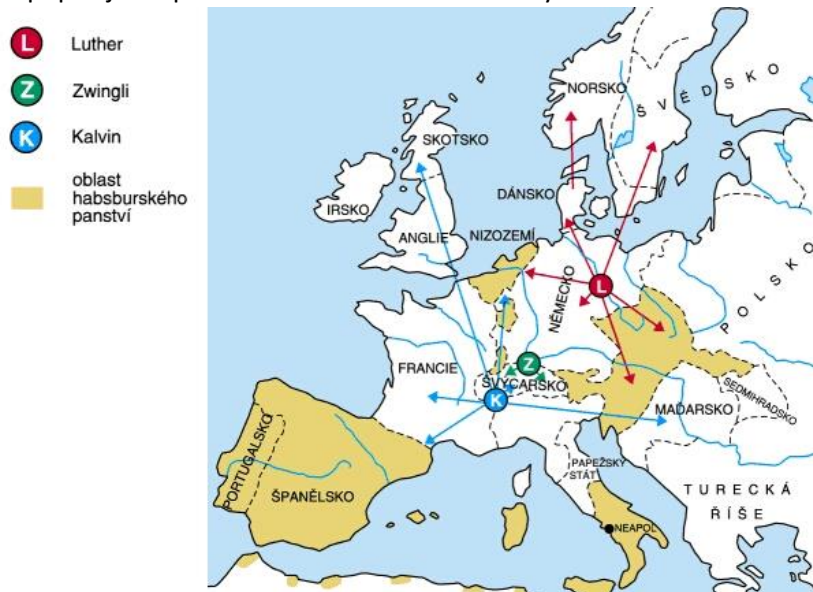 L Luther
Z Zwingli
K Kalvin
oblast
habsburského
panství
NORSKO
ŠVÉDSKO
SKOTSKO
DÁNSKO
IRSKO
ANGLIE
NIZOZEMÍ
NĚMECKO
L
POLSKO
FRANCIE
Z
ŠVÝCARSKO
K
MAĎARSKO
SEDMIHRADSKO
PORTUGALSKO
ŠPANĚLSKO
PAPEŽSKÝ
STÁT
TURECKÁ
ŘÍŠE
NEAPOL